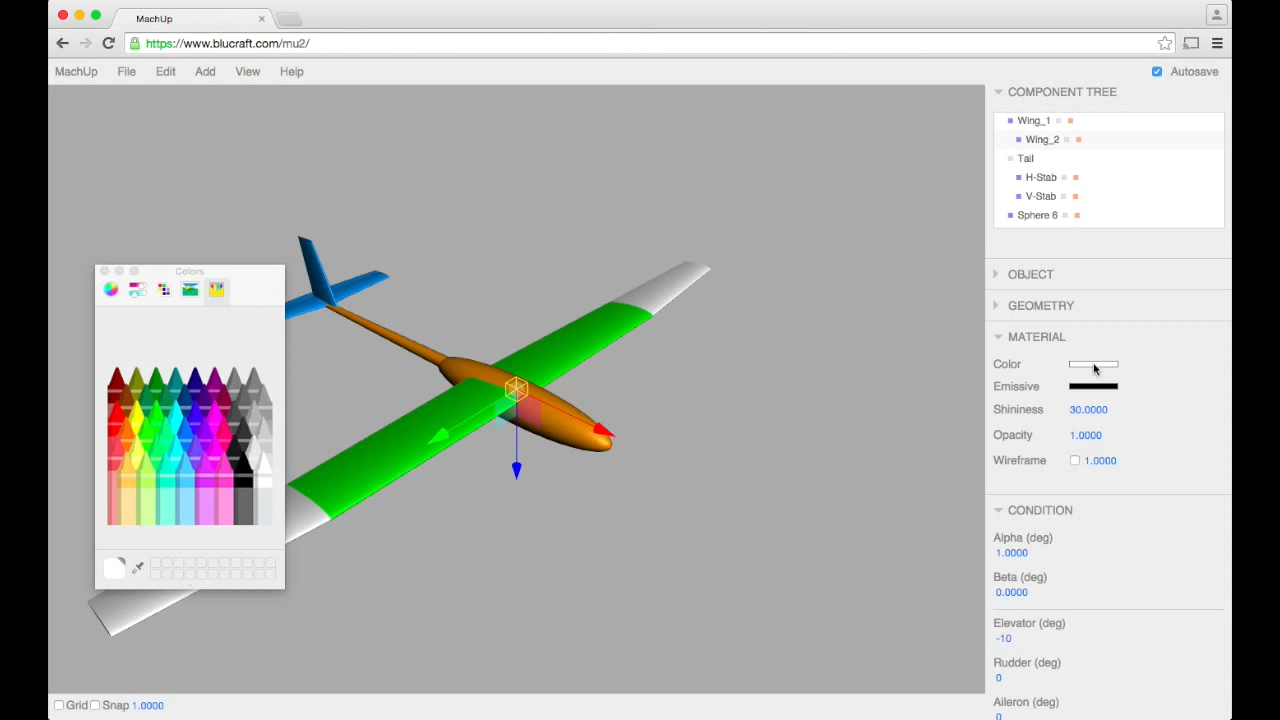 MachUp
https://www.blucraft.com/mu2/
MachUp File Edit Add View Help
Autosave
COMPONENT TREE
Wing_1
Wing_2
Tail
H-Stab
V-Stab
Sphere 6
Colors
OBJECT
GEOMETRY
MATERIAL
Color
Emissive
Shininess 30.0000
Opacity 1.0000
Wireframe 1.0000
CONDITION
Alpha (deg)
1.0000
Beta (deg)
0.0000
Elevator (deg)
-10
Rudder (deg)
0
Aileron (deg)
0
Grid Snap 1.0000